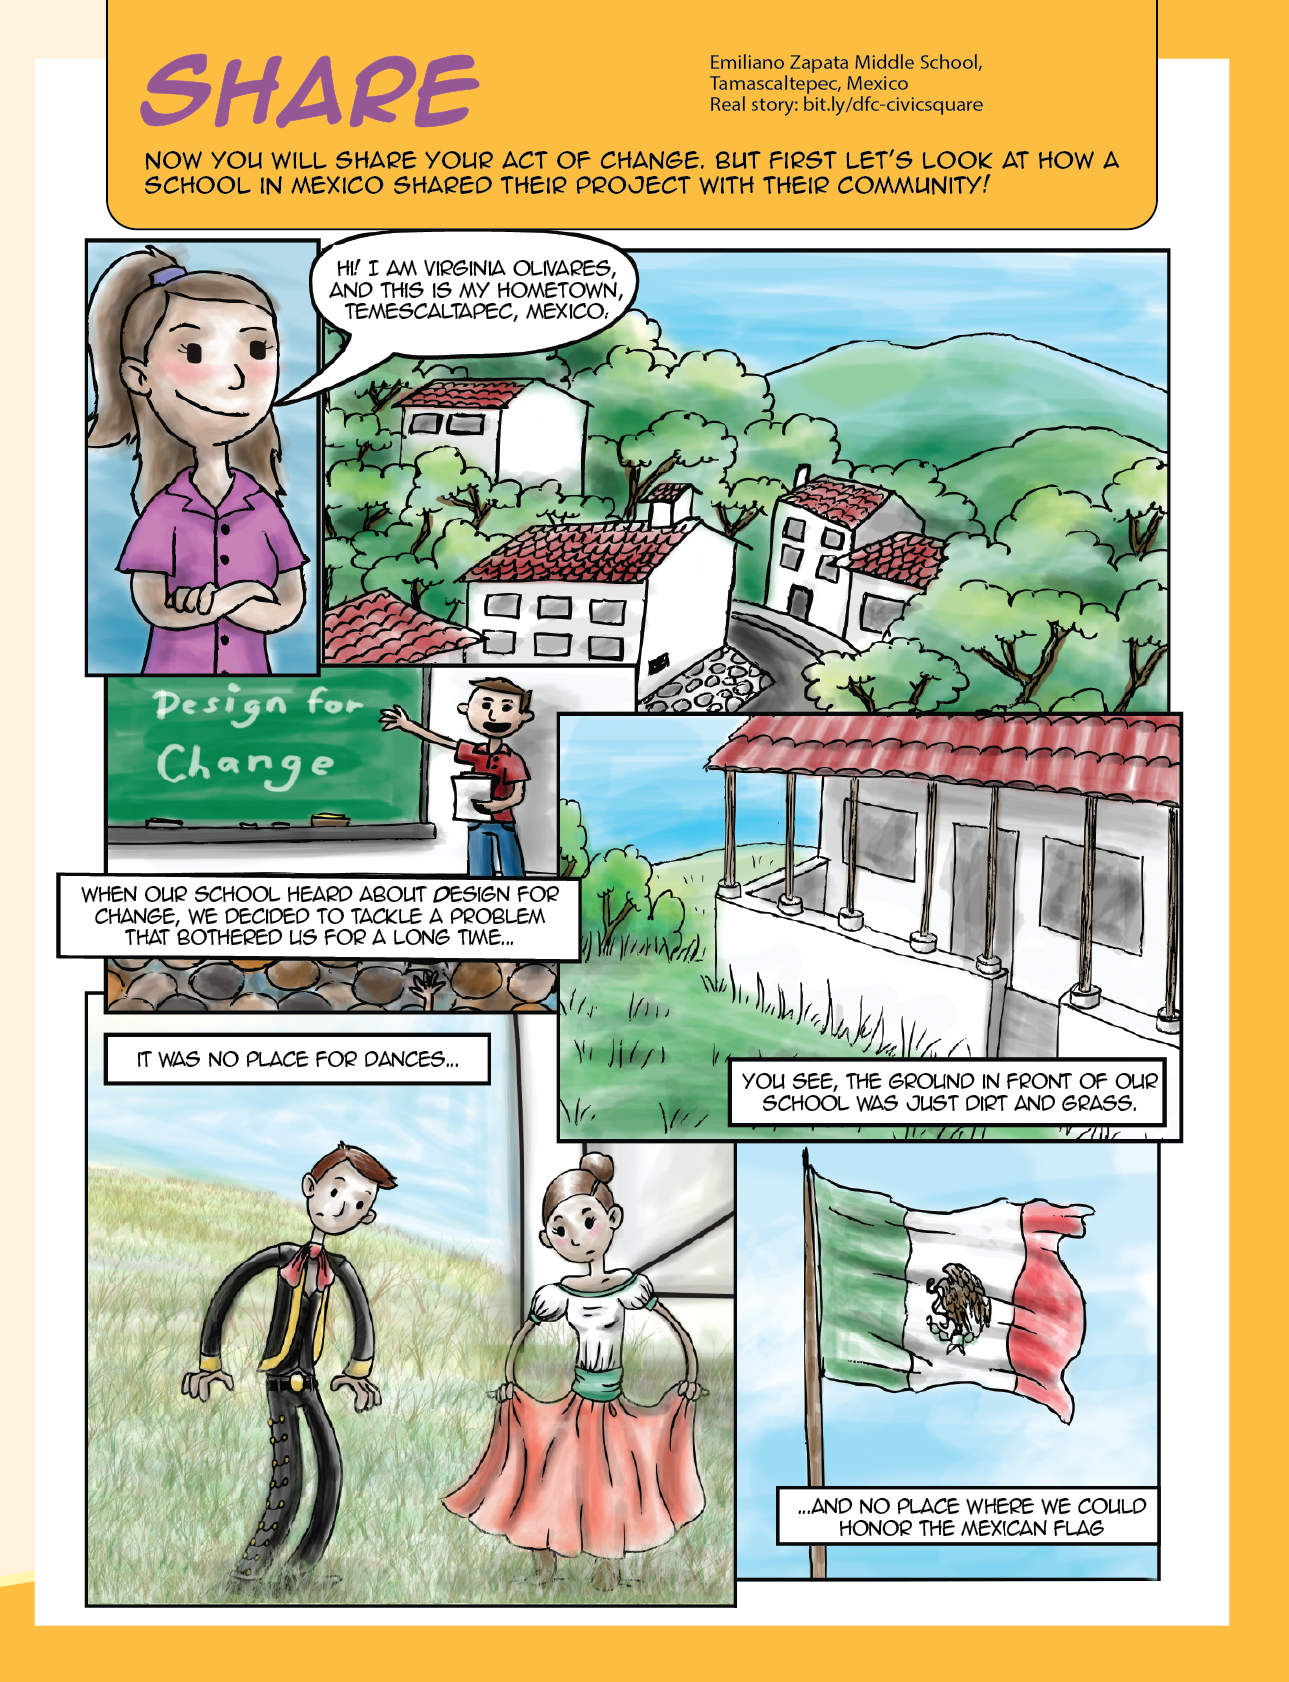 SHARE
Emiliano Zapata Middle School,
Tamascaltepec, Mexico
Real story: bit.ly/dfc-civicsquare
NOW YOU WILL SHARE YOUR ACT OF CHANGE. BUT FIRST LET'S LOOK AT HOW A
SCHOOL IN MEXICO SHARED THEIR PROJECT WITH THEIR COMMUNITY!
HI! I AM VIRGINIA OLIVARES,
AND THIS IS MY HOMETOWN,
TEMESCALTAPEC, MEXICO.
Design for
Change
WHEN OUR SCHOOL HEARD ABOUT DESIGN FOR
CHANGE, WE DECIDED TO TACKLE A PROBLEM
THAT BOTHERED US FOR A LONG TIME...
YOU SEE, THE GROUND IN FRONT OF OUR
SCHOOL WAS JUST DIRT AND GRASS.
IT WAS NO PLACE FOR DANCES...
...AND NO PLACE WHERE WE COULD
HONOR THE MEXICAN FLAG